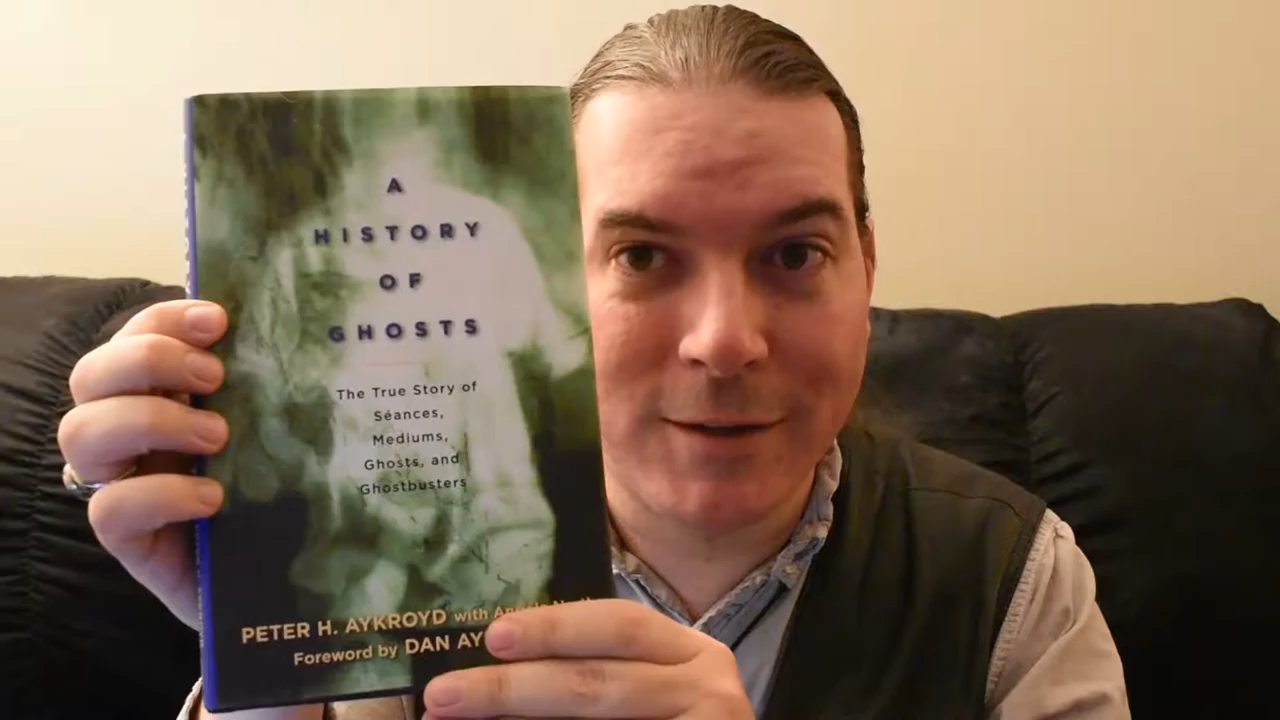 A
HISTORY
OF
GHOSTS
The True Story of
Séances,
Mediums,
Ghosts, and
Ghostbusters
PETER H. AYKROYD with
Foreword by DAN